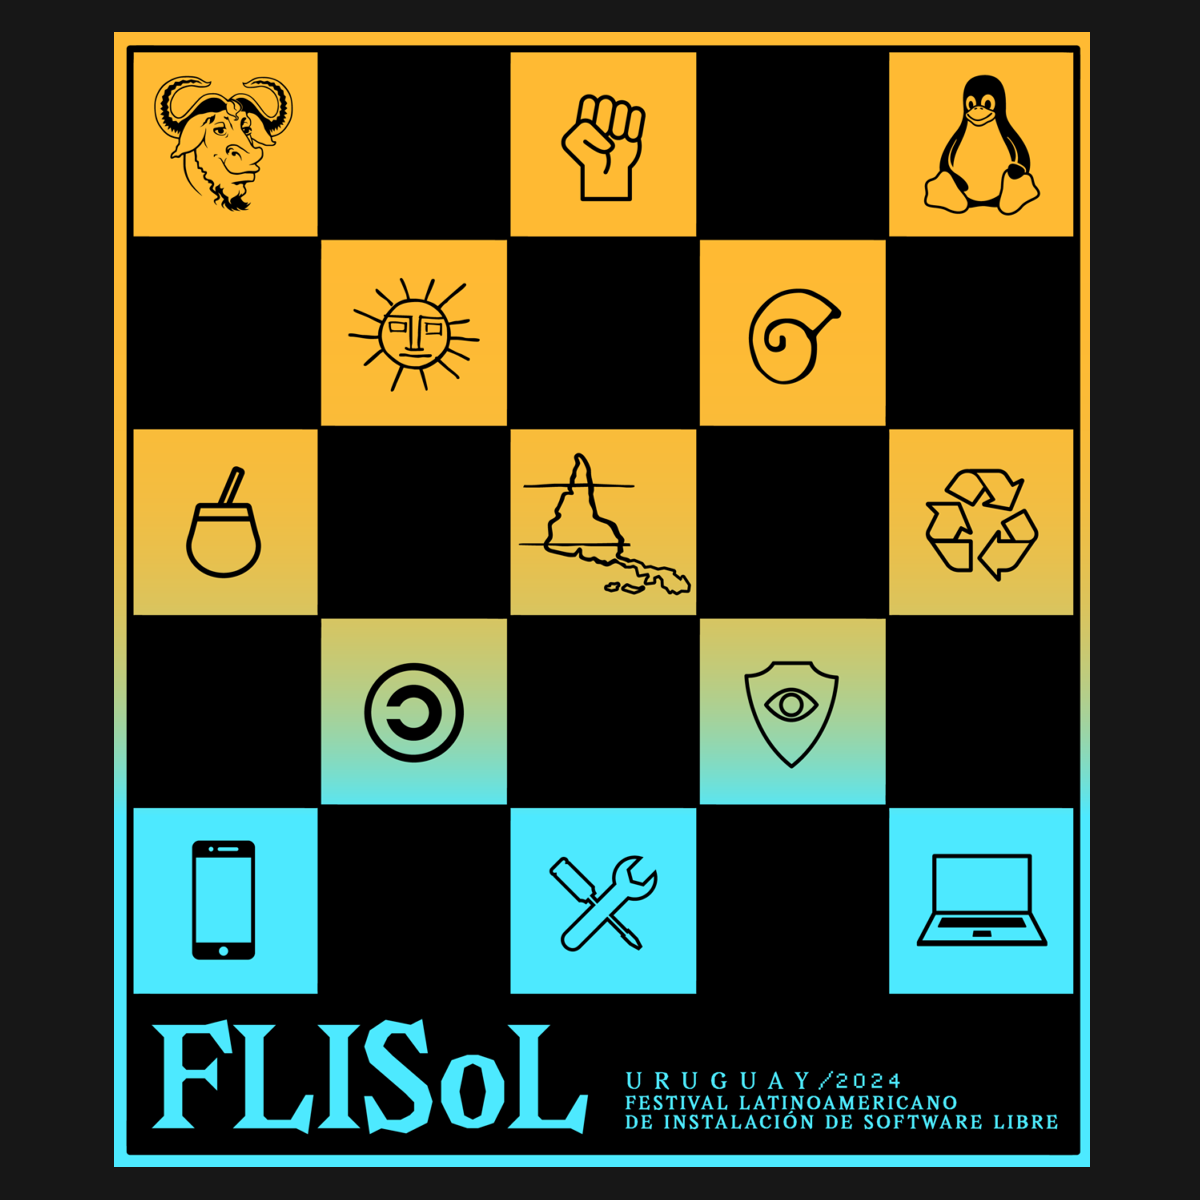 FLISoL
URUGUAY/2024
FESTIVAL LATINOAMERICANO
DE INSTALACIÓN DE SOFTWARE LIBRE